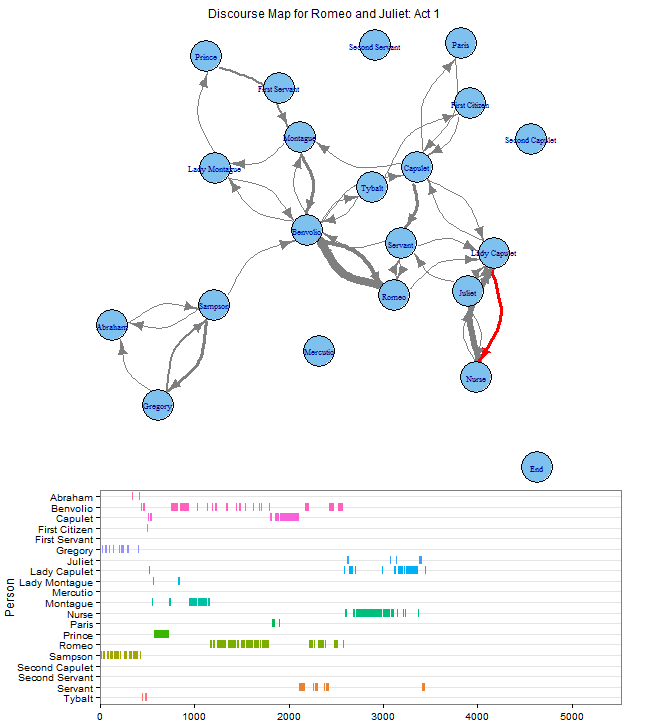 Discourse Map for Romeo and Juliet: Act 1
Second Servant
Paris
Prince
First Servant
First Citizen
Montague
Second Capulet
Lady Montague
Capulet
Tybalt
Benvolio
Servant
Lady Capulet
Romeo
Juliet
Sampson
Abraham
Mercutio
Nurse
Gregory
End
Person
Abraham
Benvolio
Capulet
First Citizen
First Servant
Gregory
Juliet
Lady Capulet
Lady Montague
Mercutio
Montague
Nurse
Paris
Prince
Romeo
Sampson
Second Capulet
Second Servant
Servant
Tybalt
0 1000 2000 3000 4000 5000